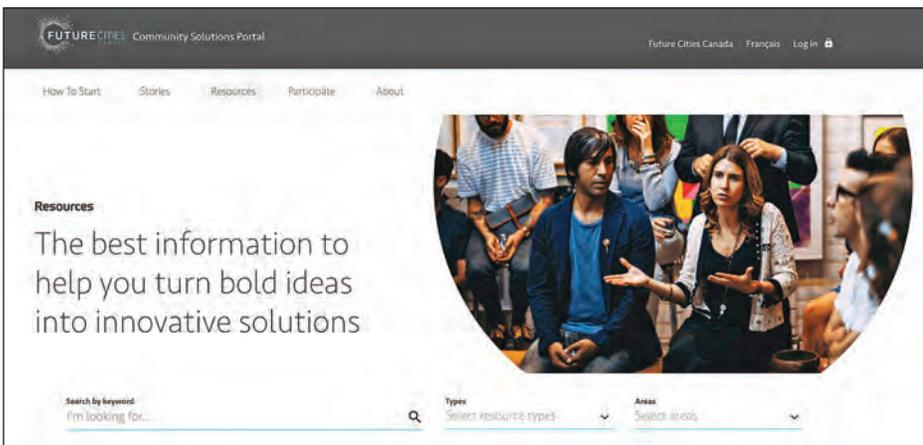 FUTURE CITIES Community Solutions Portal
Future Cities Canada Français Log in
How To Start Stories Resources Participate About
Resources
The best information to
help you turn bold ideas
into innovative solutions
Search by keyword
I'm looking for...
Types
Select resource types
Areas
Select areas